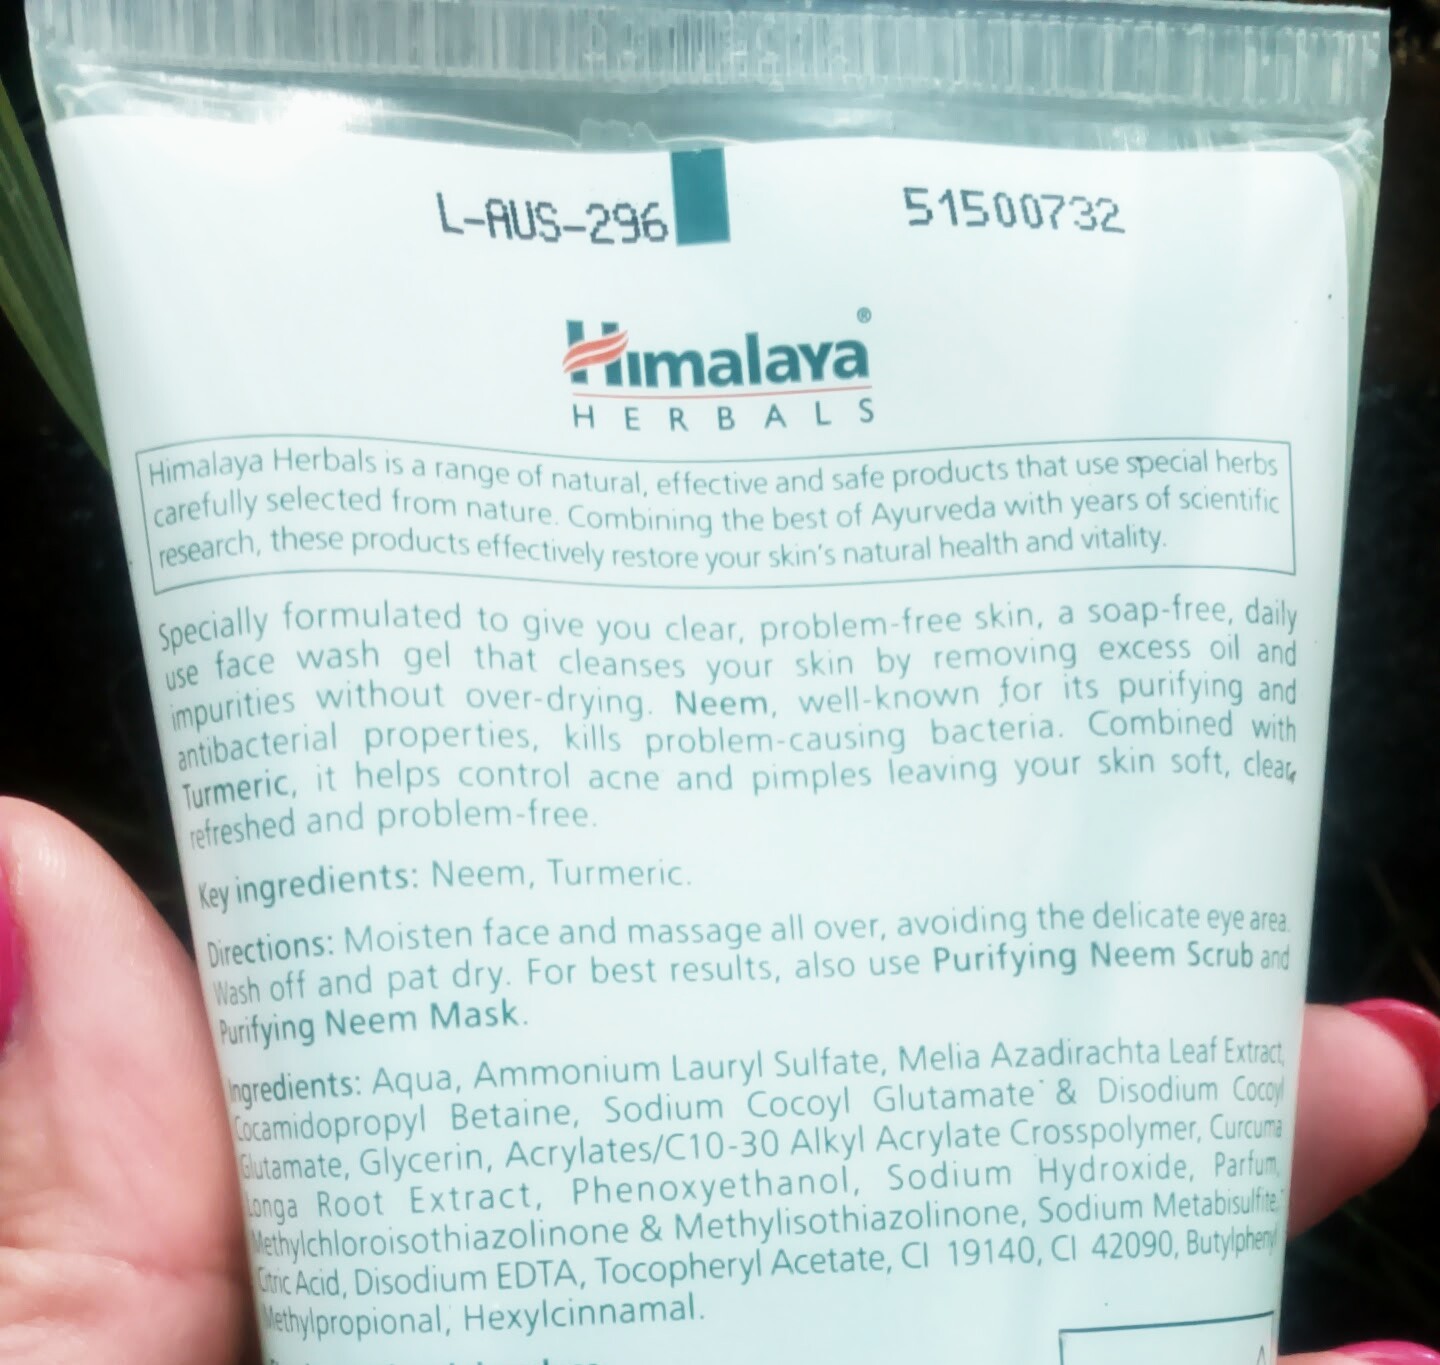 L-AUS-296 51500732
Himalaya®
HERBALS
Himalaya Herbals is a range of natural, effective and safe products that use special herbs
carefully selected from nature. Combining the best of Ayurveda with years of scientific
research, these products effectively restore your skin's natural health and vitality.
Specially formulated to give you clear, problem-free skin, a soap-free, daily
use face wash gel that cleanses your skin by removing excess oil and
impurities without over-drying. Neem, well-known for its purifying and
antibacterial properties, kills problem-causing bacteria. Combined with
Turmeric, it helps control acne and pimples leaving your skin soft, clear,
refreshed and problem-free.
Key ingredients: Neem, Turmeric.
Directions: Moisten face and massage all over, avoiding the delicate eye area.
Wash off and pat dry. For best results, also use Purifying Neem Scrub and
Purifying Neem Mask.
Ingredients: Aqua, Ammonium Lauryl Sulfate, Melia Azadirachta Leaf Extract,
Cocamidopropyl Betaine, Sodium Cocoyl Glutamate & Disodium Cocoyl
Glutamate, Glycerin, Acrylates/C10-30 Alkyl Acrylate Crosspolymer, Curcuma
Longa Root Extract, Phenoxyethanol, Sodium Hydroxide, Parfum,
Methylchloroisothiazolinone & Methylisothiazolinone, Sodium Metabisulfite,
Citric Acid, Disodium EDTA, Tocopheryl Acetate, CI 19140, CI 42090, Butylphenyl
Methylpropional, Hexylcinnamal.